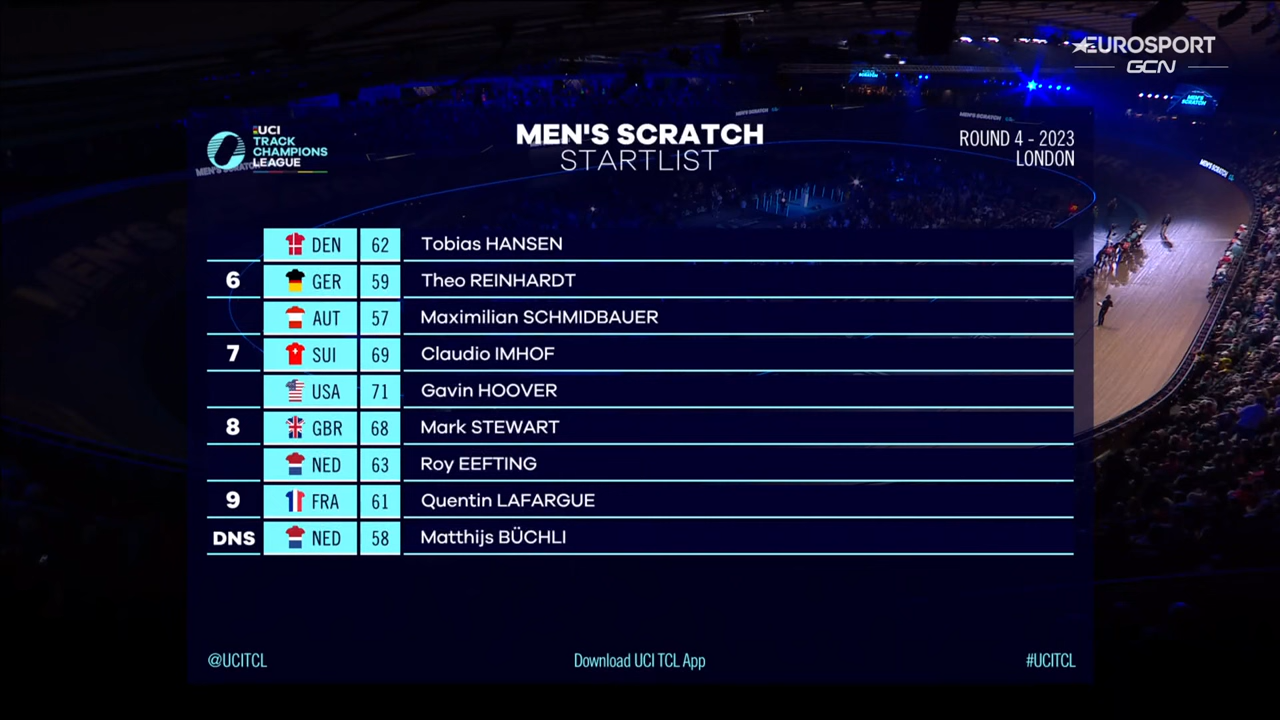 EUROSPORT
GCN
UCI
TRACK
CHAMPIONS
LEAGUE
MEN'S SCRATCH
STARTLIST
ROUND 4 - 2023
LONDON
DEN 62 Tobias HANSEN
6 GER 59 Theo REINHARDT
AUT 57 Maximilian SCHMIDBAUER
7 SUI 69 Claudio IMHOF
USA 71 Gavin HOOVER
8 GBR 68 Mark STEWART
NED 63 Roy EEFTING
9 FRA 61 Quentin LAFARGUE
DNS NED 58 Matthijs BÜCHLI
@UCITCL
Download UCI TCL App
#UCITCL